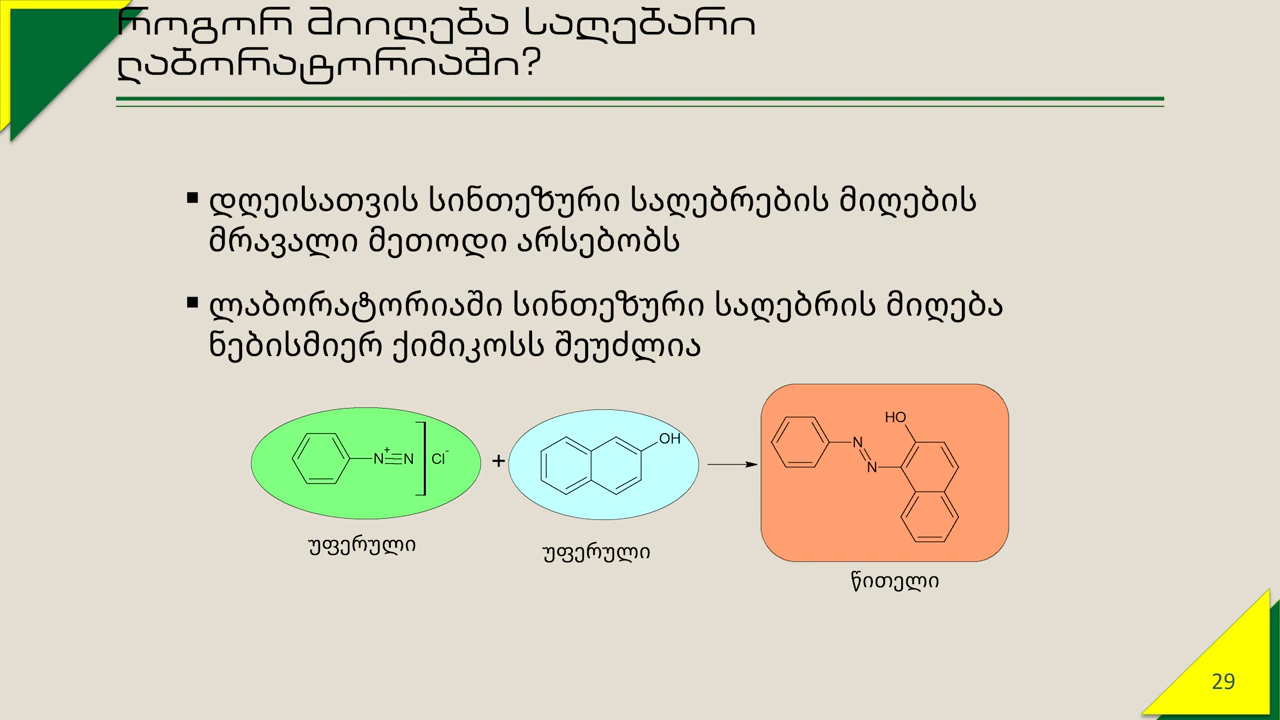 როგორ მიიღება საღებარი
ლაბორატორიაში?
▪ დღეისათვის სინთეზური საღებრების მიღების
მრავალი მეთოდი არსებობს
▪ ლაბორატორიაში სინთეზური საღებრის მიღება
ნებისმიერ ქიმიკოსს შეუძლია
N+≡N ] Cl-
+
OH
HO
N
N
უფერული
უფერული
წითელი
29